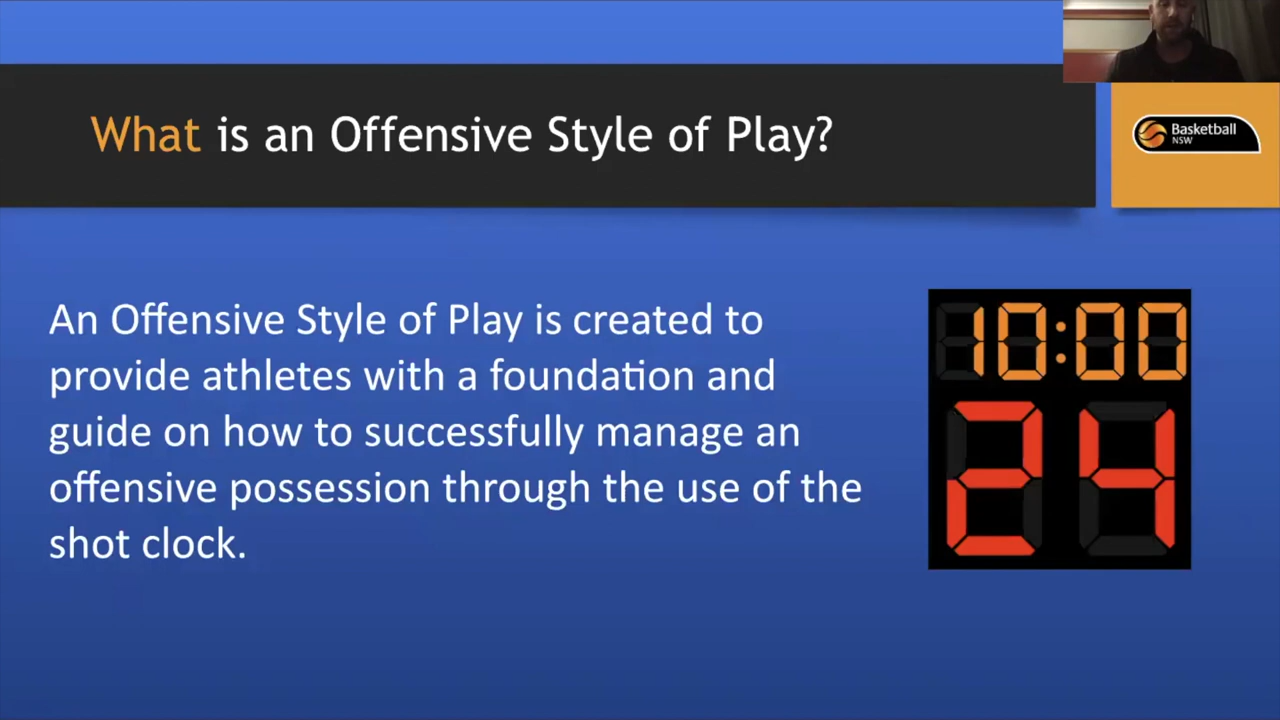 What is an Offensive Style of Play?
Basketball
NSW
An Offensive Style of Play is created to
provide athletes with a foundation and
guide on how to successfully manage an
offensive possession through the use of the
shot clock.
10:00
24